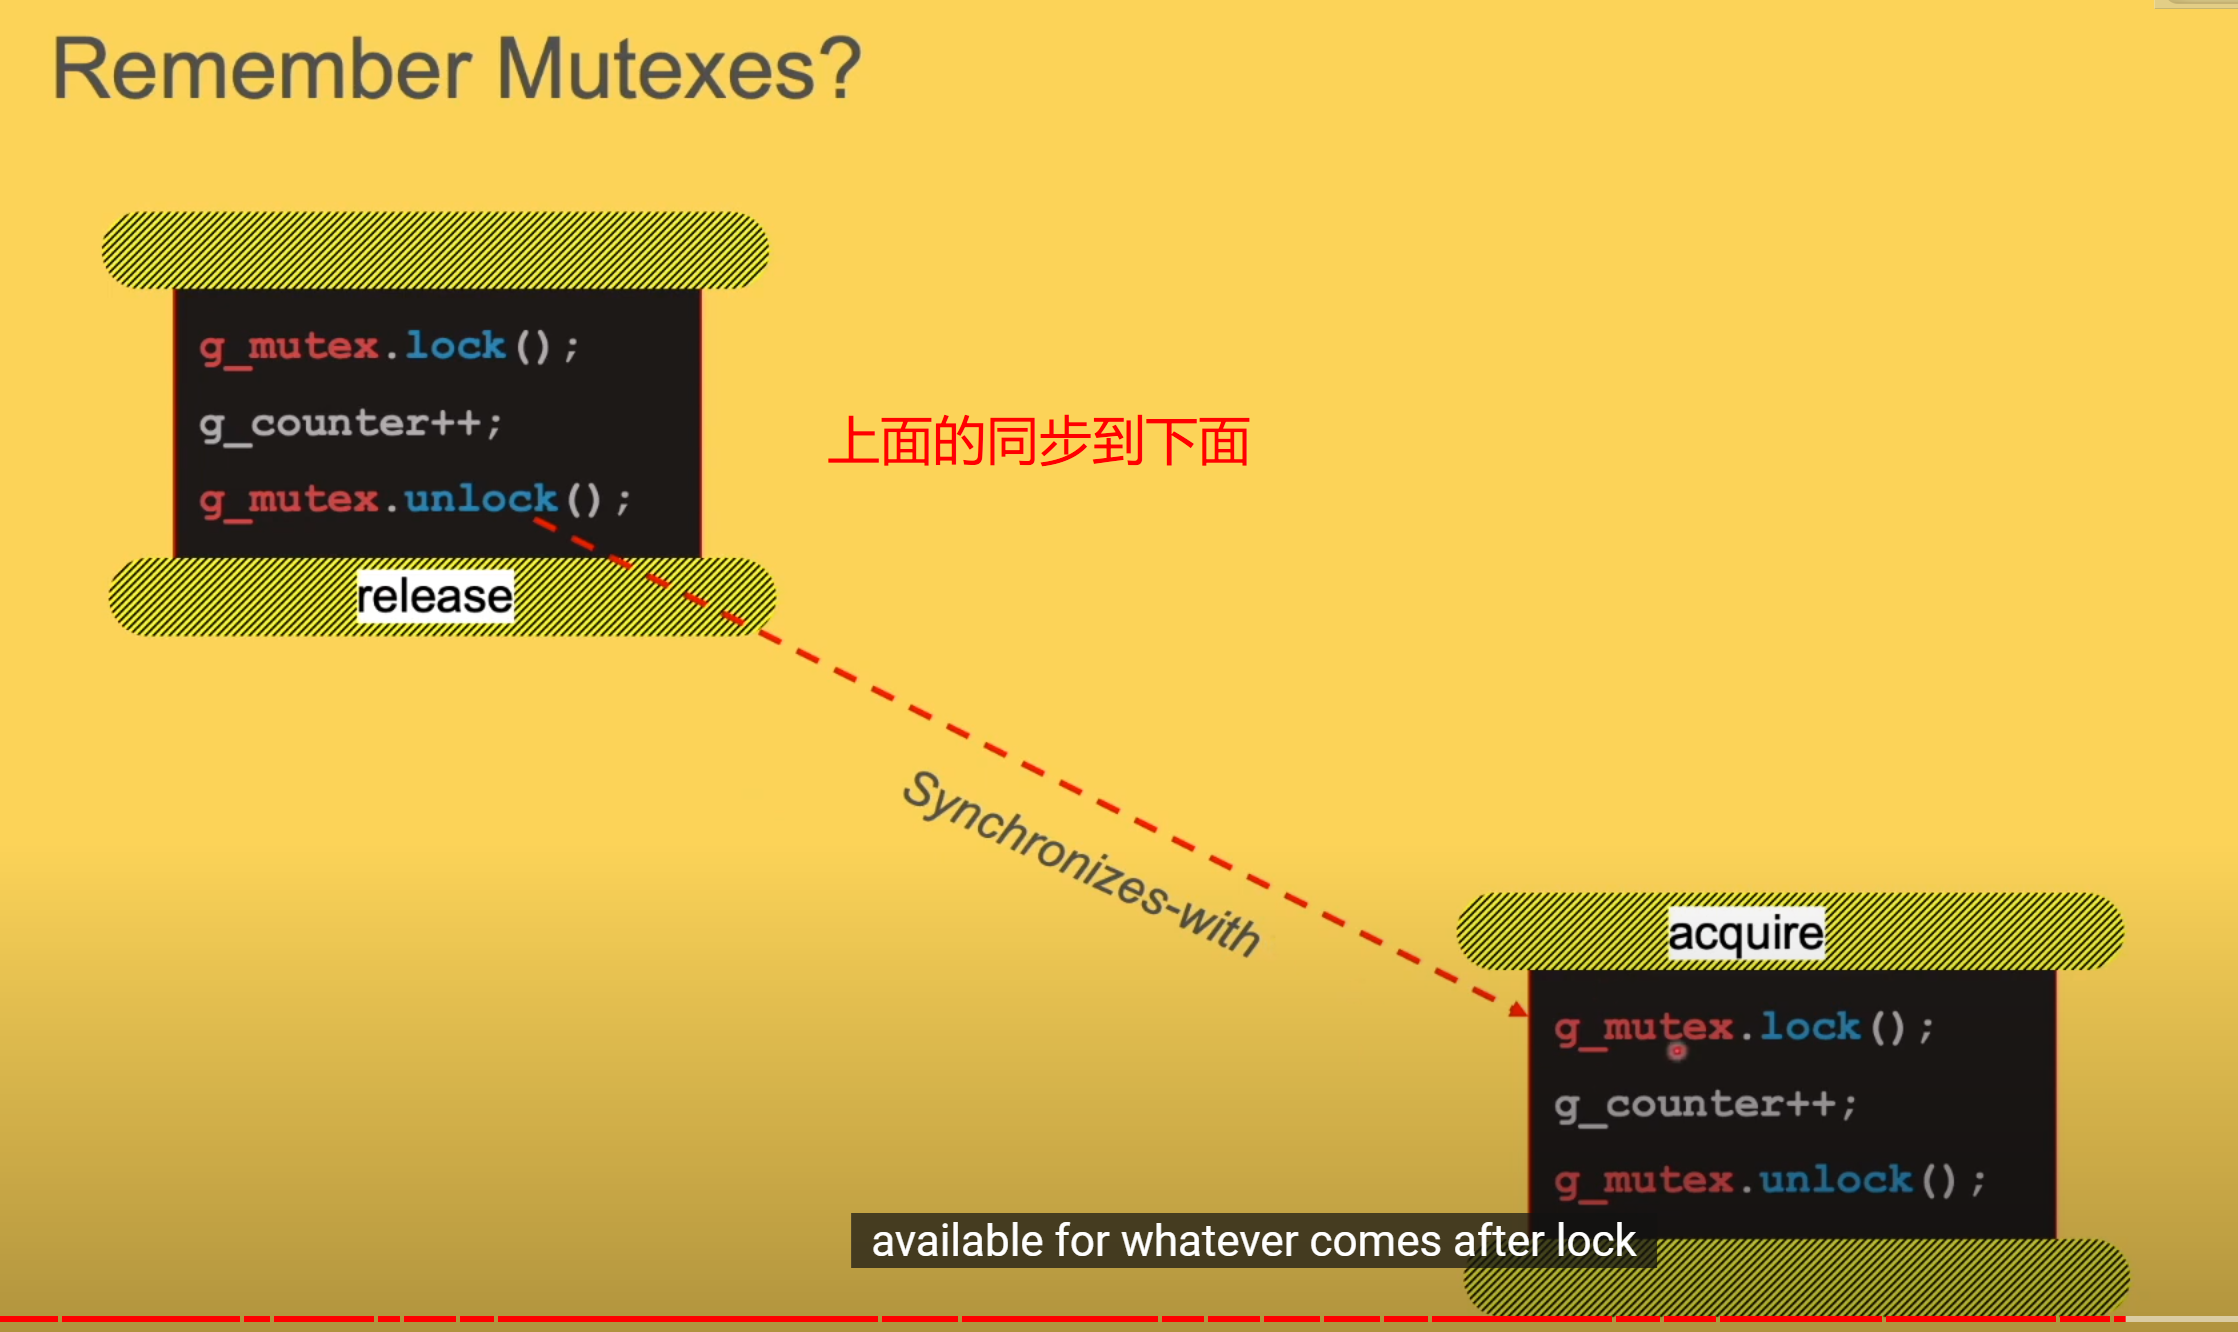 Remember Mutexes?
g_mutex.lock();
g_counter++;
g_mutex.unlock();
release
上面的同步到下面
Synchronizes-with
acquire
g_mutex.lock();
g_counter++;
g_mutex.unlock();
available for whatever comes after lock